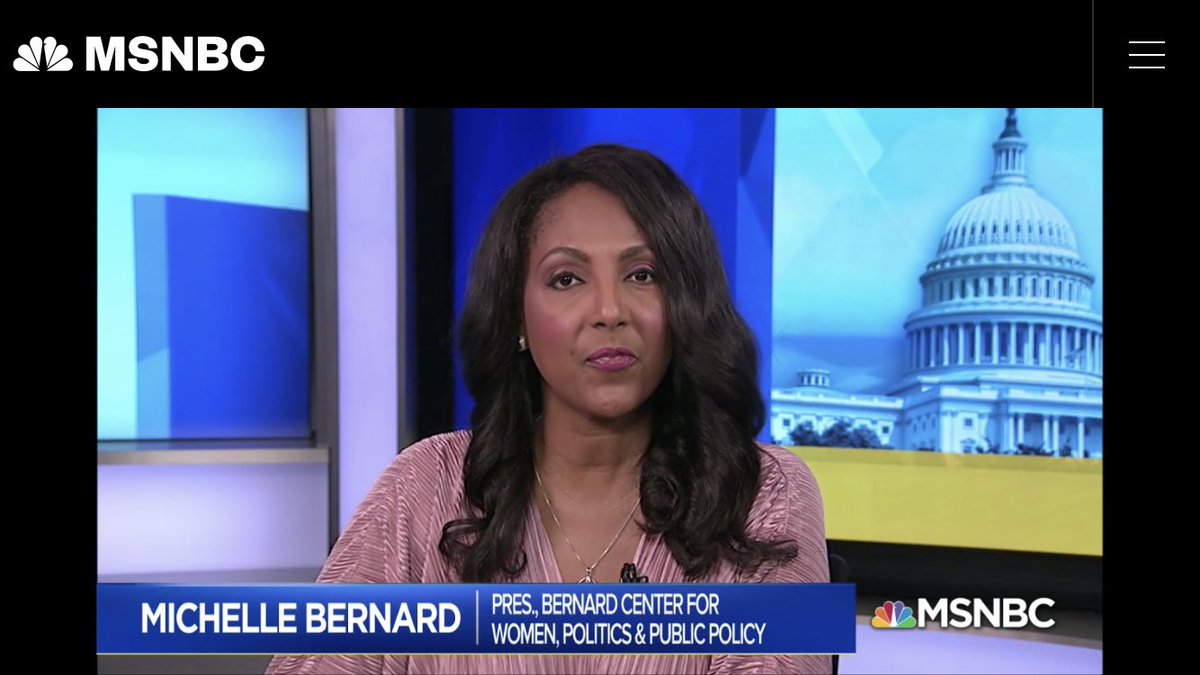 MSNBC
MICHELLE BERNARD
PRES., BERNARD CENTER FOR
WOMEN, POLITICS & PUBLIC POLICY
MSNBC